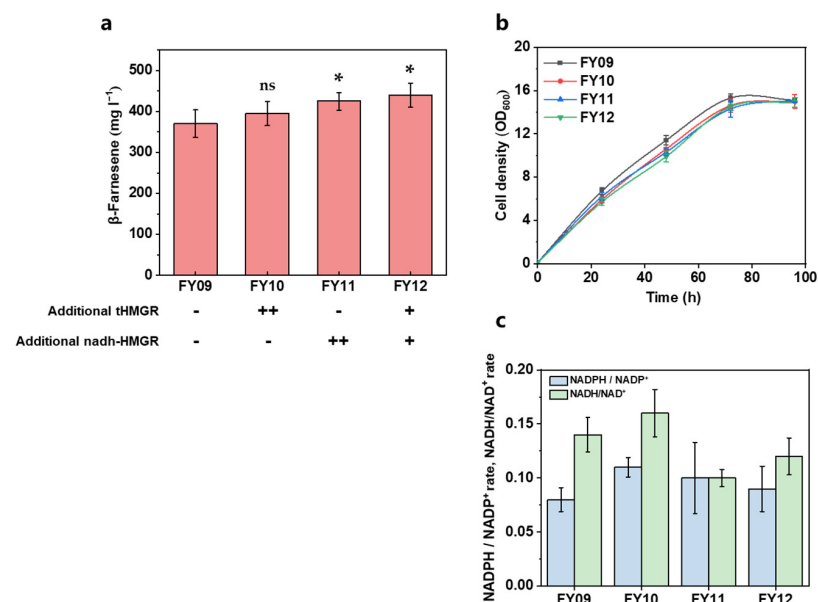 a
β-Farnesene (mg l⁻¹)
500
400
300
200
100
0
ns
*
*
FY09 FY10 FY11 FY12
Additional tHMGR - ++ - +
Additional nadh-HMGR - - ++ +
b
Cell density (OD₆₀₀)
20
16
12
8
4
0
FY09
FY10
FY11
FY12
0 20 40 60 80 100
Time (h)
c
NADPH / NADP⁺ rate, NADH/NAD⁺ rate
0.20
0.15
0.10
0.05
0.00
NADPH / NADP⁺
NADH/NAD⁺
FY09 FY10 FY11 FY12